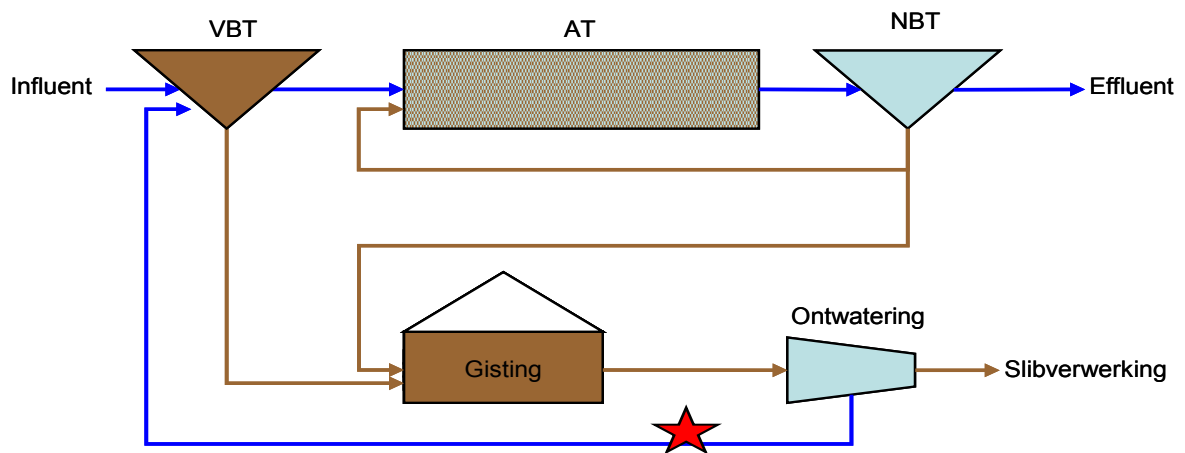 VBT
AT
NBT
Influent
Effluent
Ontwatering
Gisting
Slibverwerking